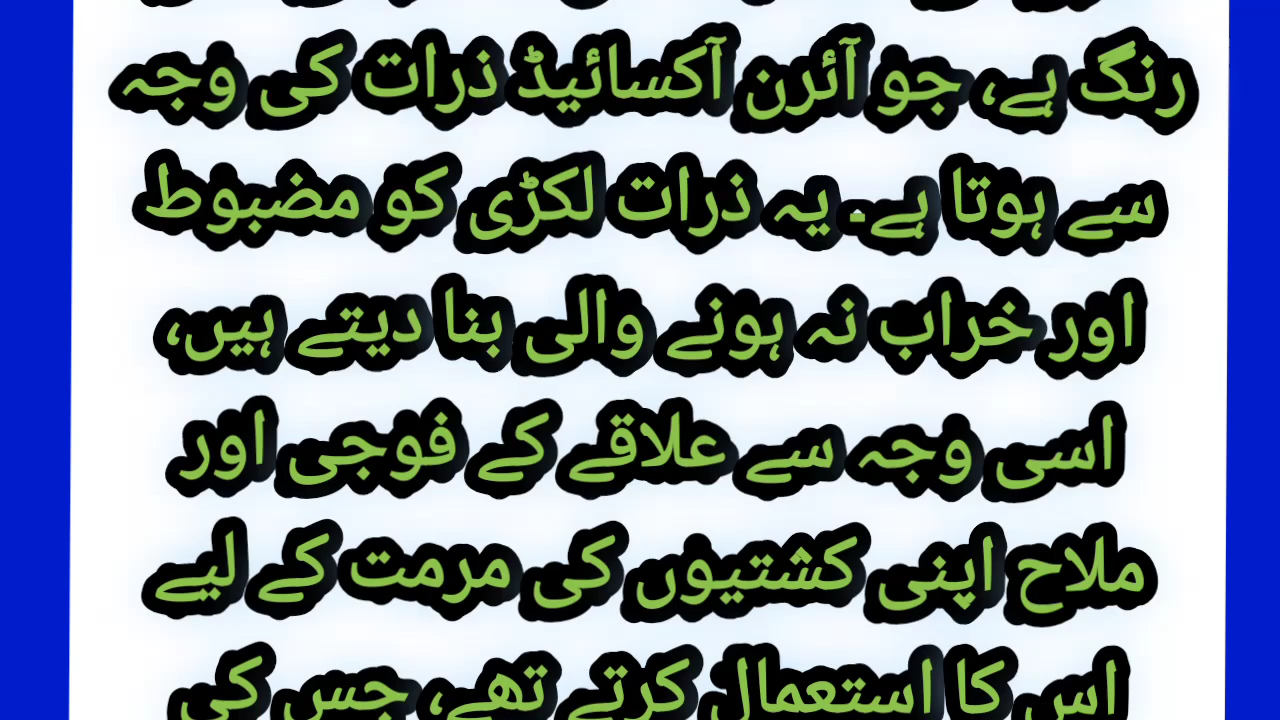 رنگ ہے، جو آئرن آکسائیڈ ذرات کی وجہ
سے ہوتا ہے۔ یہ ذرات لکڑی کو مضبوط
اور خراب نہ ہونے والی بنا دیتے ہیں،
اسی وجہ سے علاقے کے فوجی اور
ملاح اپنی کشتیوں کی مرمت کے لیے
اس کا استعمال کرتے تھے، جس کی